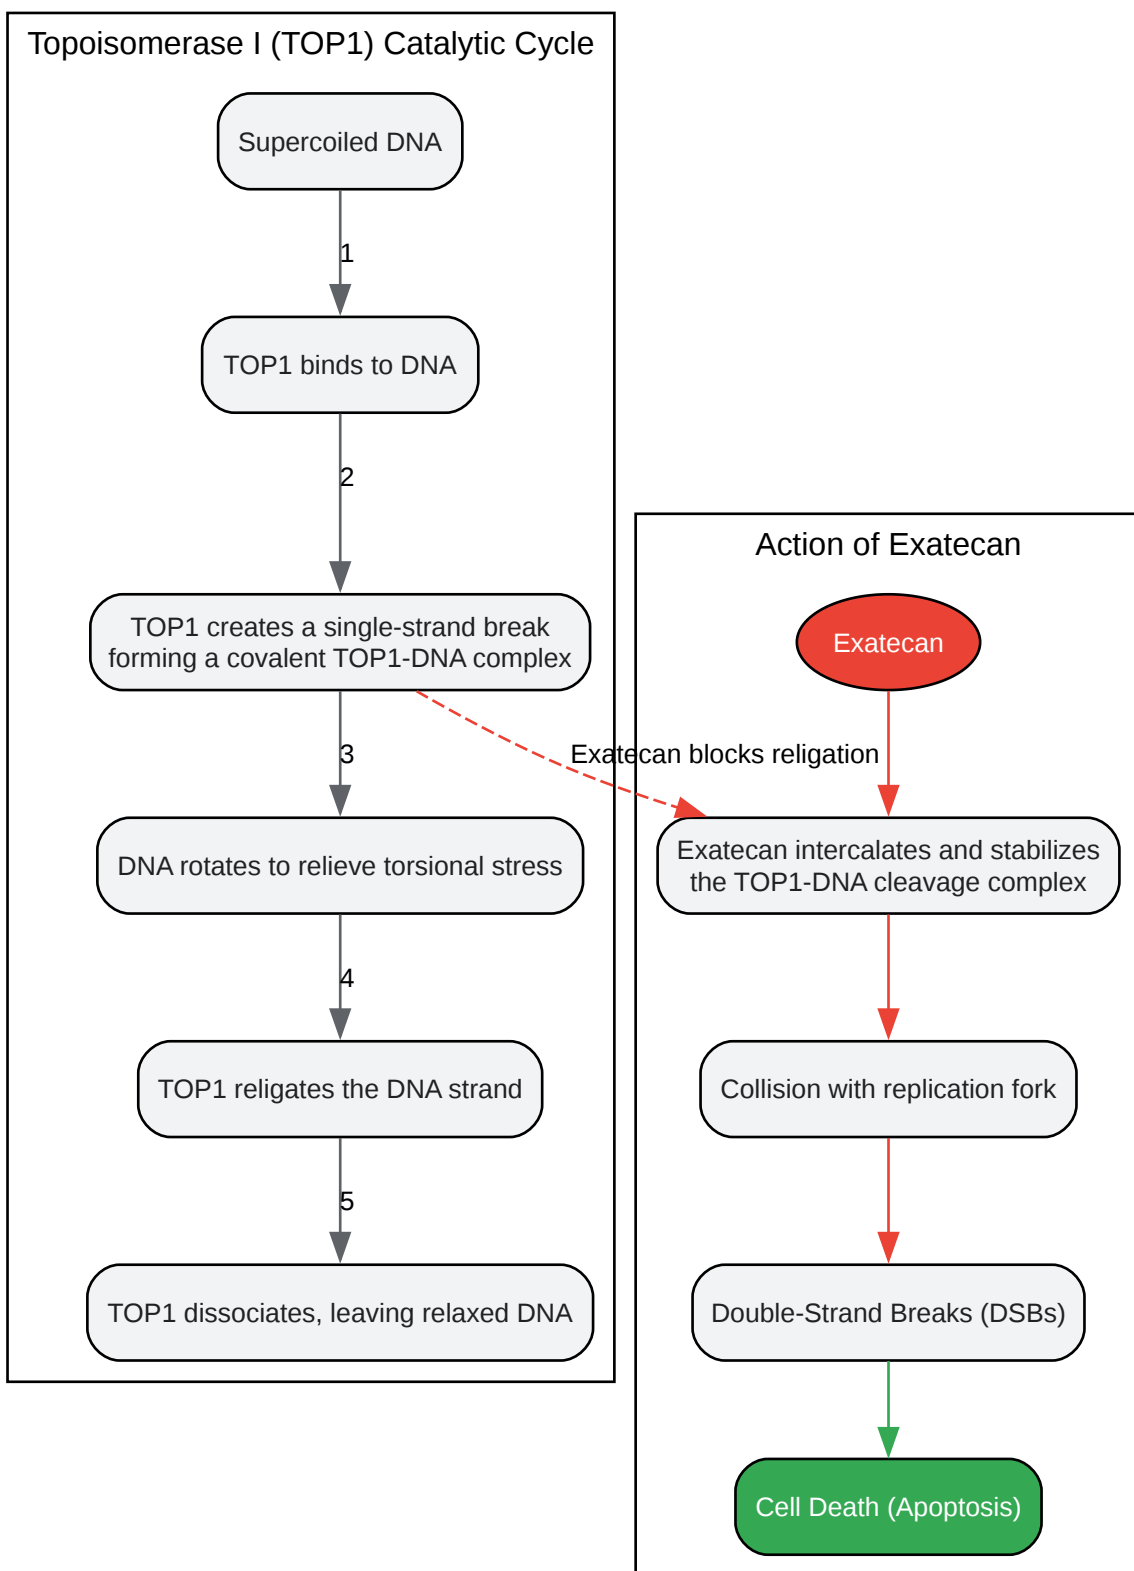 Topoisomerase I (TOP1) Catalytic Cycle
Supercoiled DNA
1
TOP1 binds to DNA
2
TOP1 creates a single-strand break
forming a covalent TOP1-DNA complex
3
DNA rotates to relieve torsional stress
4
TOP1 religates the DNA strand
5
TOP1 dissociates, leaving relaxed DNA
Action of Exatecan
Exatecan
Exatecan blocks religation
Exatecan intercalates and stabilizes
the TOP1-DNA cleavage complex
Collision with replication fork
Double-Strand Breaks (DSBs)
Cell Death (Apoptosis)